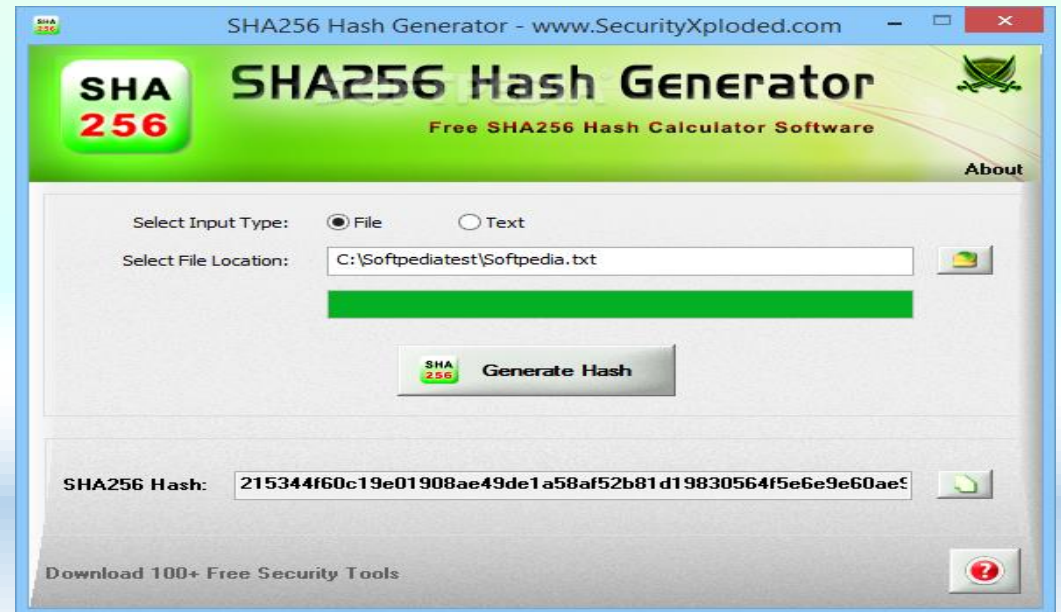 SHA256 Hash Generator - www.SecurityXploded.com
SHA
256
SHA256 Hash Generator
Free SHA256 Hash Calculator Software
About
Select Input Type: File Text
Select File Location: C:\Softpediatest\Softpedia.txt
SHA
256 Generate Hash
SHA256 Hash: 215344f60c19e01908ae49de1a58af52b81d19830564f5e6e9e60ae9
Download 100+ Free Security Tools